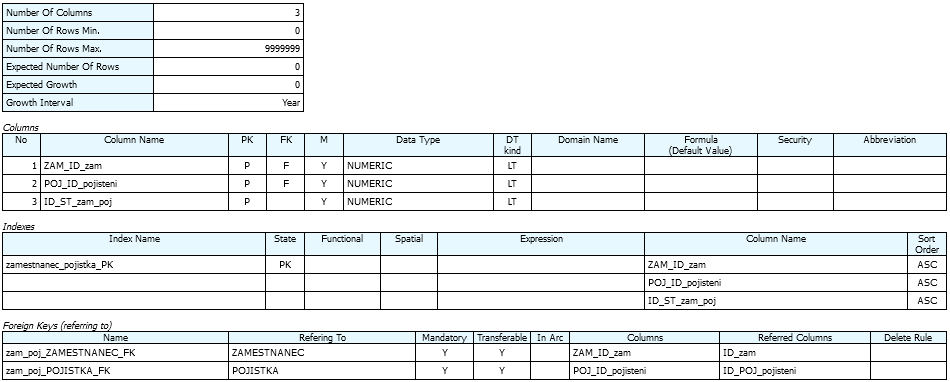 Number Of Columns 3
Number Of Rows Min. 0
Number Of Rows Max. 9999999
Expected Number Of Rows 0
Expected Growth 0
Growth Interval Year
Columns
No Column Name PK FK M Data Type DT kind Domain Name Formula (Default Value) Security Abbreviation
1 ZAM_ID_zam P F Y NUMERIC LT
2 POJ_ID_pojisteni P F Y NUMERIC LT
3 ID_ST_zam_poj P Y NUMERIC LT
Indexes
Index Name State Functional Spatial Expression Column Name Sort Order
zamestnanec_pojistka_PK PK ZAM_ID_zam ASC
POJ_ID_pojisteni ASC
ID_ST_zam_poj ASC
Foreign Keys (referring to)
Name Refering To Mandatory Transferable In Arc Columns Referred Columns Delete Rule
zam_poj_ZAMESTNANEC_FK ZAMESTNANEC Y Y ZAM_ID_zam ID_zam
zam_poj_POJISTKA_FK POJISTKA Y Y POJ_ID_pojisteni ID_POJ_pojisteni